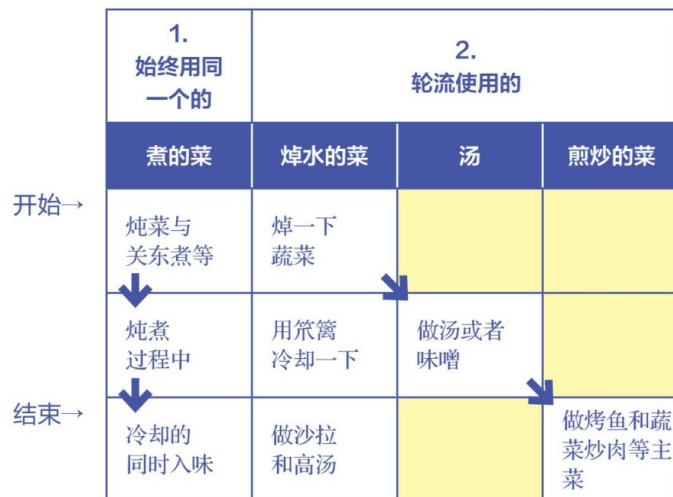 1.
始终用同
一个的
2.
轮流使用的
煮的菜
焯水的菜
汤
煎炒的菜
开始→
炖菜与
关东煮等
焯一下
蔬菜
炖煮
过程中
用笊篱
冷却一下
做汤或者
味噌
结束→
冷却的
同时入味
做沙拉
和高汤
做烤鱼和蔬
菜炒肉等主
菜